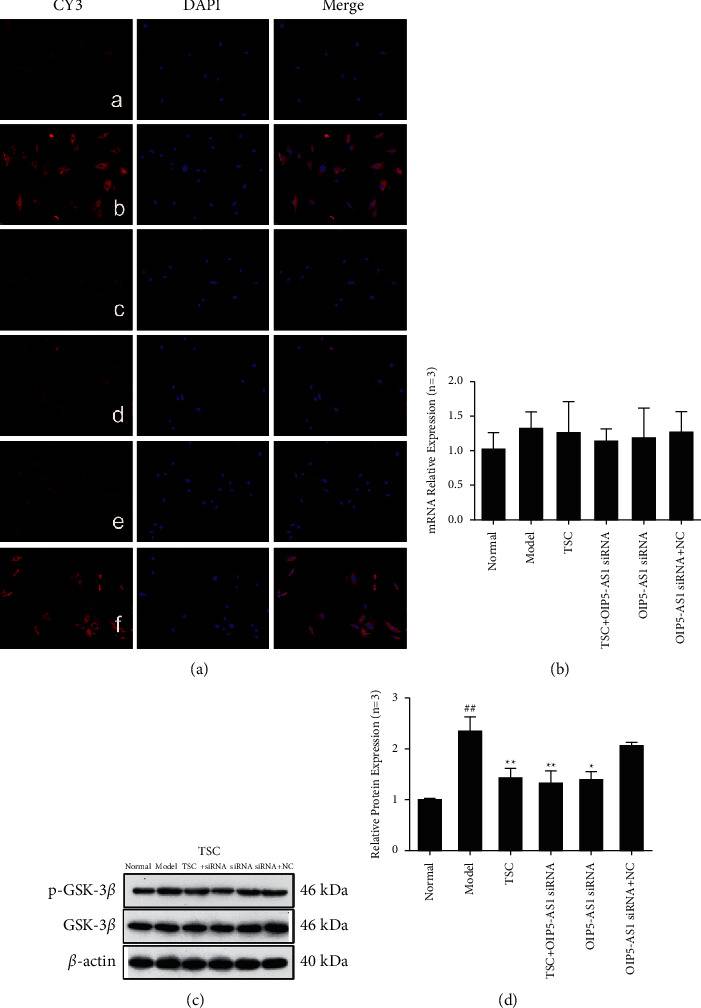 CY3 DAPI Merge
a
b
c
d
e
f
(a)
mRNA Relative Expression (n=3)
2.0
1.5
1.0
0.5
0.0
Normal
Model
TSC
TSC+OIP5-AS1 siRNA
OIP5-AS1 siRNA
OIP5-AS1 siRNA+NC
(b)
TSC
Normal Model TSC +siRNA siRNA siRNA+NC
p-GSK-3β 46 kDa
GSK-3β 46 kDa
β-actin 40 kDa
(c)
Relative Protein Expression (n=3)
3
2
1
0
##
**
**
*
Normal
Model
TSC
TSC+OIP5-AS1 siRNA
OIP5-AS1 siRNA
OIP5-AS1 siRNA+NC
(d)